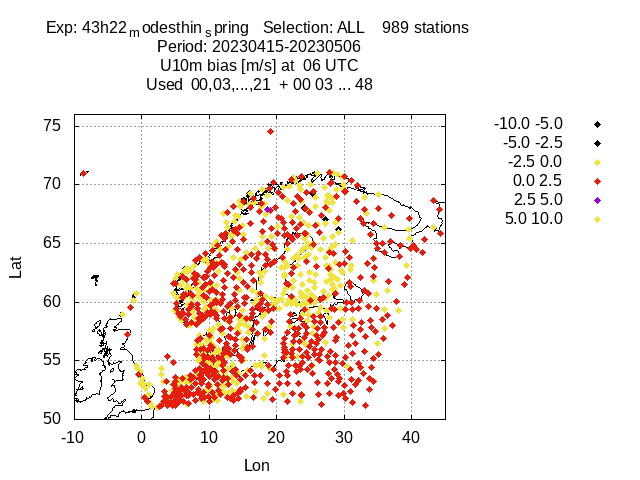 Exp: 43h22modesthinspring Selection: ALL 989 stations
Period: 20230415-20230506
U10m bias [m/s] at 06 UTC
Used 00,03,...,21 + 00 03 ... 48
-10.0 -5.0
-5.0 -2.5
-2.5 0.0
0.0 2.5
2.5 5.0
5.0 10.0
75
70
65
60
55
50
Lat
-10 0 10 20 30 40
Lon